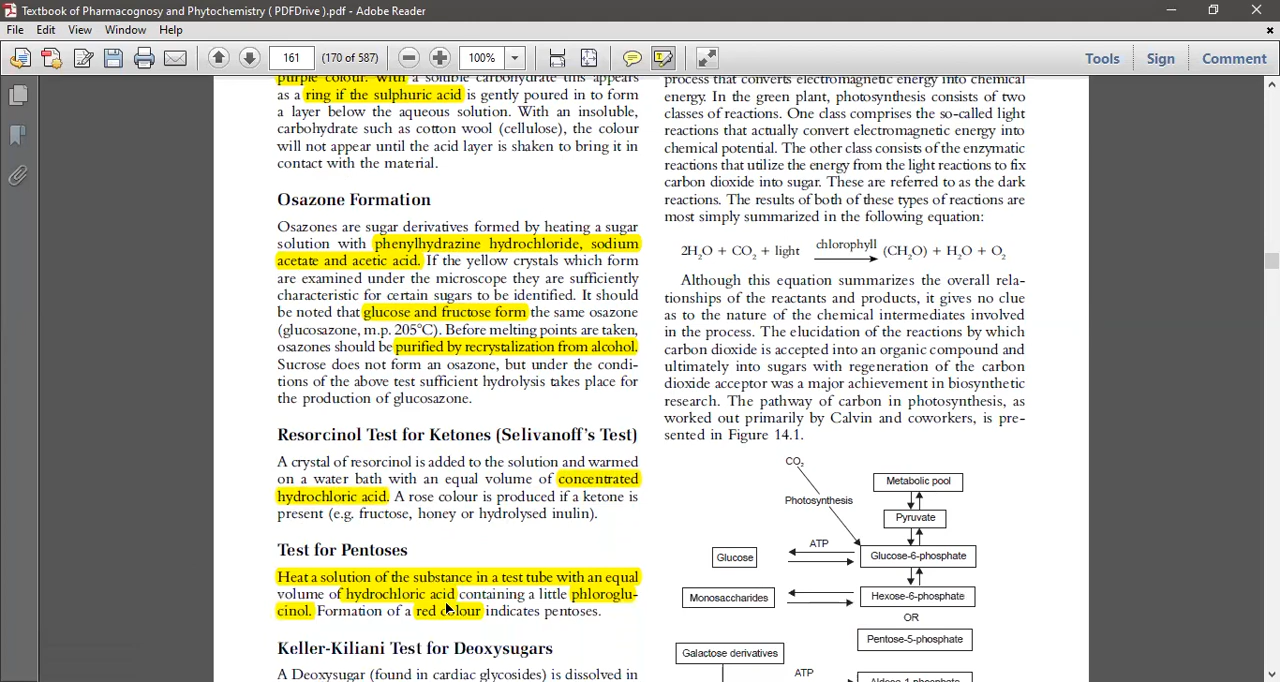 Textbook of Pharmacognosy and Phytochemistry ( PDFDrive ).pdf - Adobe Reader
File Edit View Window Help
161 (170 of 587) 100% Tools Sign Comment
purple colour. With a soluble carbohydrate this appears
as a ring if the sulphuric acid is gently poured in to form
a layer below the aqueous solution. With an insoluble,
carbohydrate such as cotton wool (cellulose), the colour
will not appear until the acid layer is shaken to bring it in
contact with the material.
Osazone Formation
Osazones are sugar derivatives formed by heating a sugar
solution with phenylhydrazine hydrochloride, sodium
acetate and acetic acid. If the yellow crystals which form
are examined under the microscope they are sufficiently
characteristic for certain sugars to be identified. It should
be noted that glucose and fructose form the same osazone
(glucosazone, m.p. 205°C). Before melting points are taken,
osazones should be purified by recrystalization from alcohol.
Sucrose does not form an osazone, but under the condi-
tions of the above test sufficient hydrolysis takes place for
the production of glucosazone.
Resorcinol Test for Ketones (Selivanoff's Test)
A crystal of resorcinol is added to the solution and warmed
on a water bath with an equal volume of concentrated
hydrochloric acid. A rose colour is produced if a ketone is
present (e.g. fructose, honey or hydrolysed inulin).
Test for Pentoses
Heat a solution of the substance in a test tube with an equal
volume of hydrochloric acid containing a little phloroglu-
cinol. Formation of a red colour indicates pentoses.
Keller-Kiliani Test for Deoxysugars
A Deoxysugar (found in cardiac glycosides) is dissolved in
process that converts electromagnetic energy into chemical
energy. In the green plant, photosynthesis consists of two
classes of reactions. One class comprises the so-called light
reactions that actually convert electromagnetic energy into
chemical potential. The other class consists of the enzymatic
reactions that utilize the energy from the light reactions to fix
carbon dioxide into sugar. These are referred to as the dark
reactions. The results of both of these types of reactions are
most simply summarized in the following equation:
2H₂O + CO₂ + light chlorophyll (CH₂O) + H₂O + O₂
Although this equation summarizes the overall rela-
tionships of the reactants and products, it gives no clue
as to the nature of the chemical intermediates involved
in the process. The elucidation of the reactions by which
carbon dioxide is accepted into an organic compound and
ultimately into sugars with regeneration of the carbon
dioxide acceptor was a major achievement in biosynthetic
research. The pathway of carbon in photosynthesis, as
worked out primarily by Calvin and coworkers, is pre-
sented in Figure 14.1.
CO₂
Metabolic pool
Photosynthesis
Pyruvate
ATP
Glucose
Glucose-6-phosphate
Monosaccharides
Hexose-6-phosphate
OR
Pentose-5-phosphate
Galactose derivatives
ATP
Aldose-1-phosphate